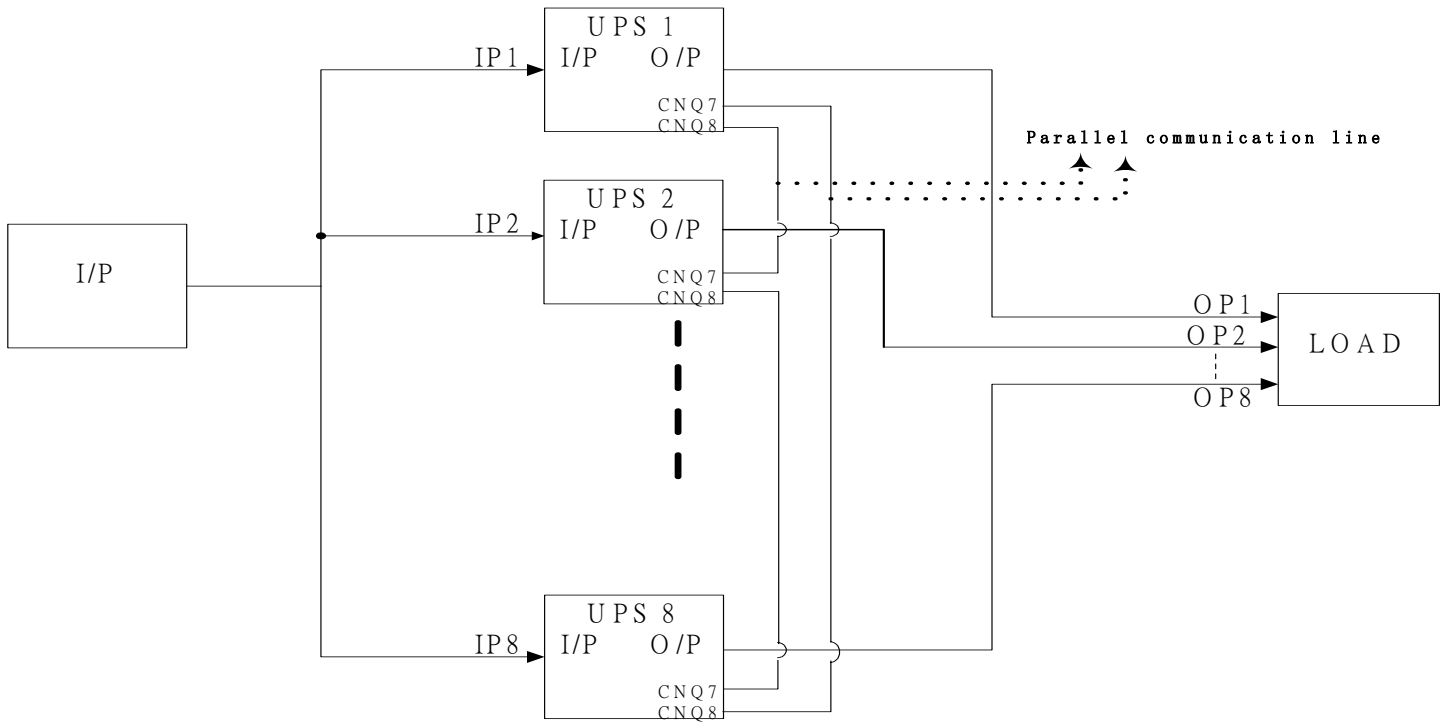 UPS 1
IP1
I/P O/P
CNQ7
CNQ8
Parallel communication line
UPS 2
IP2
I/P O/P
CNQ7
CNQ8
I/P
OP1
OP2
OP8
LOAD
UPS 8
IP8
I/P O/P
CNQ7
CNQ8